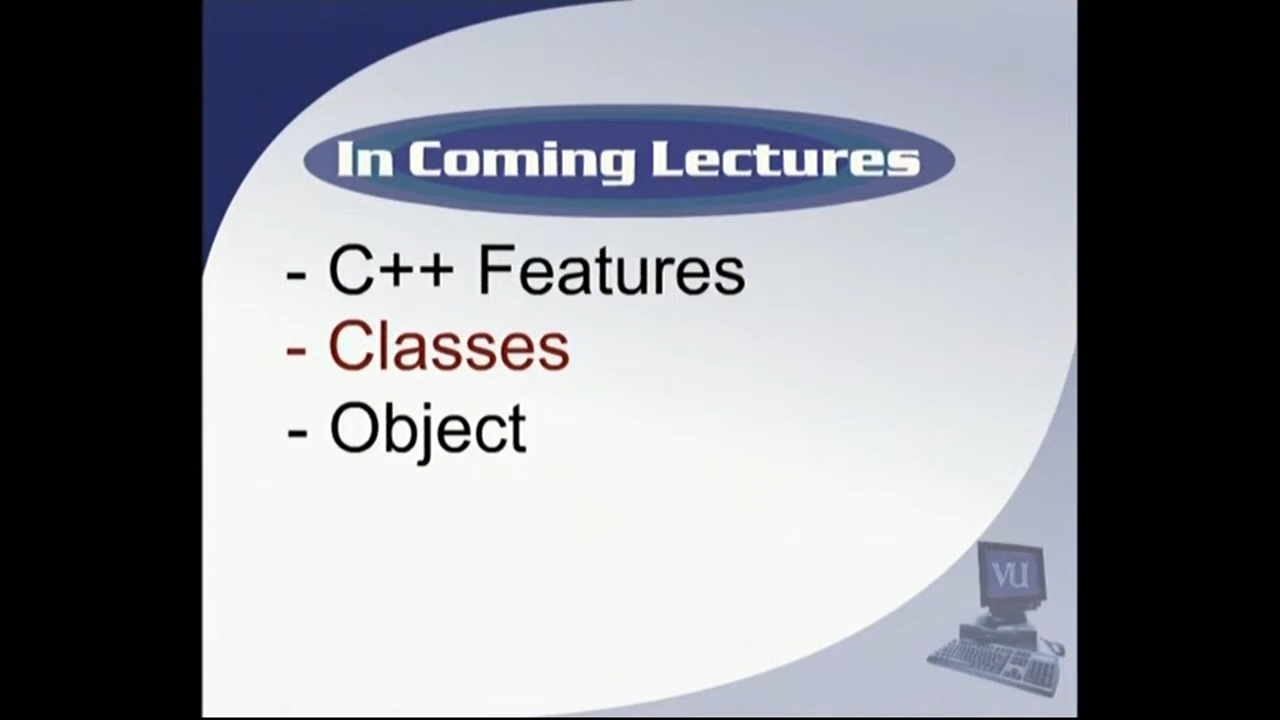 In Coming Lectures
- C++ Features
- Classes
- Object
VU